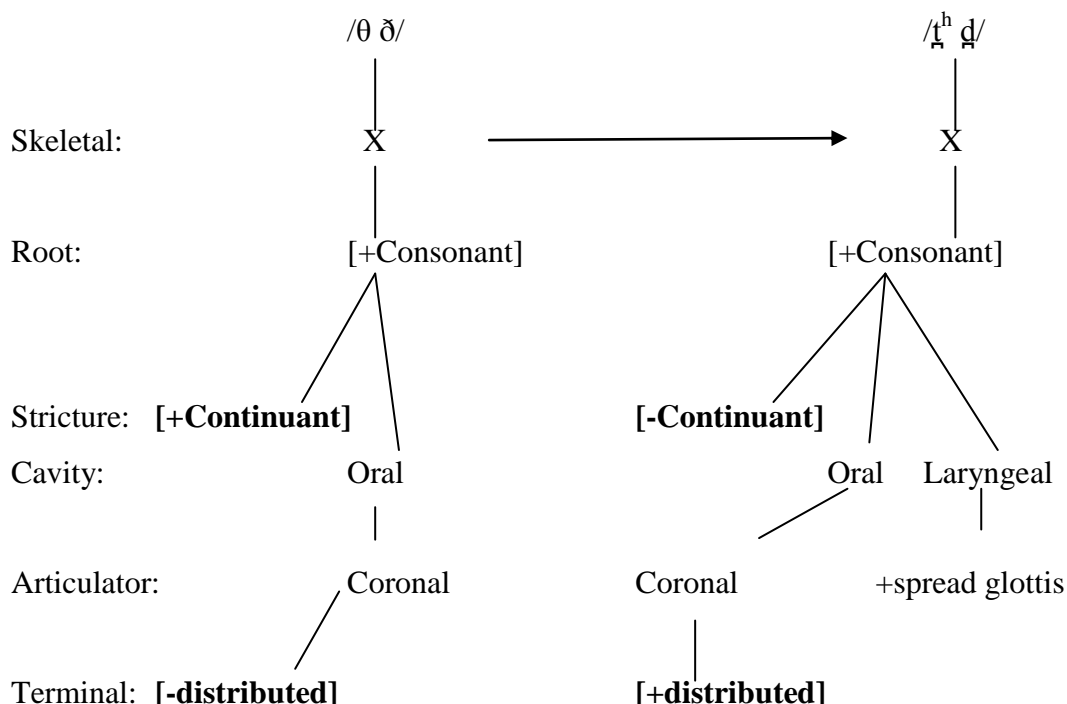 /θ ð/ /t̪ʰ d̪/
Skeletal: X X
Root: [+Consonant] [+Consonant]
Stricture: [+Continuant] [-Continuant]
Cavity: Oral Oral Laryngeal
Articulator: Coronal Coronal +spread glottis
Terminal: [-distributed] [+distributed]